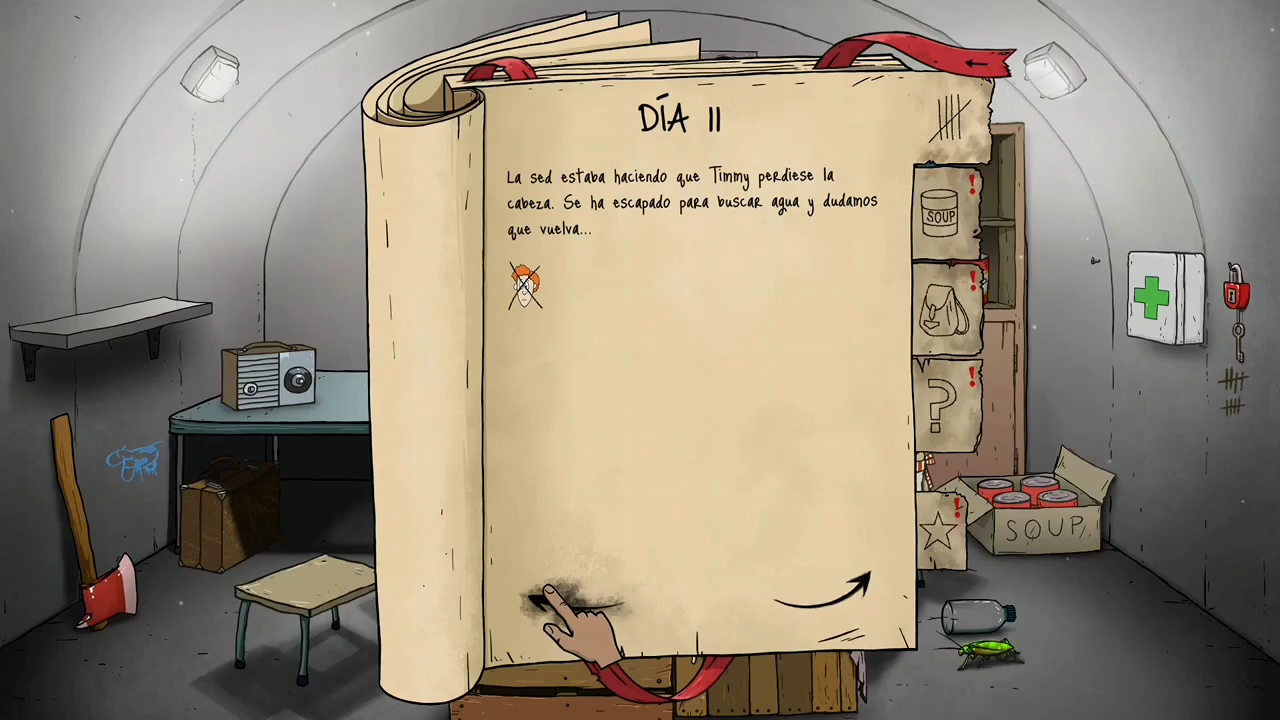 DÍA 11
La sed estaba haciendo que Timmy perdiese la
cabeza. Se ha escapado para buscar agua y dudamos
que vuelva...
SOUP
SOUP